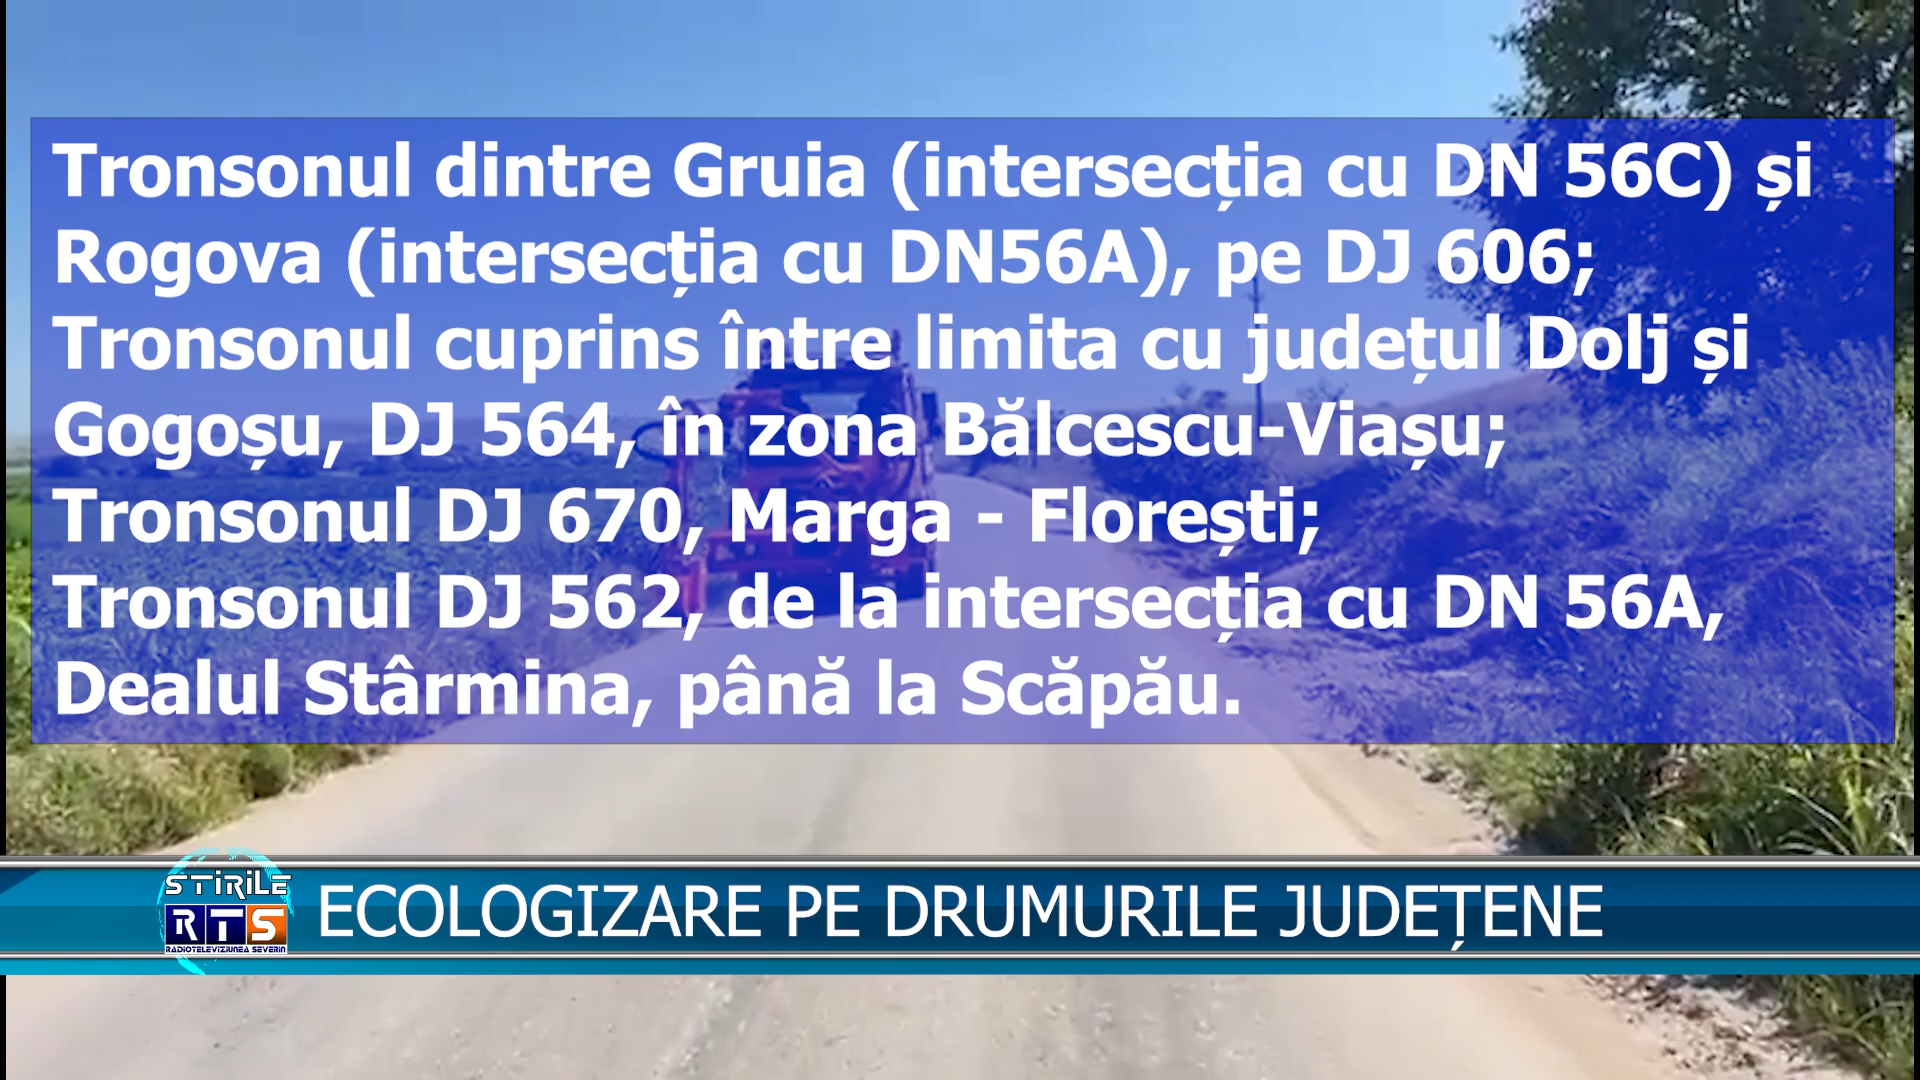 Tronsonul dintre Gruia (intersecția cu DN 56C) și
Rogova (intersecția cu DN56A), pe DJ 606;
Tronsonul cuprins între limita cu județul Dolj și
Gogoșu, DJ 564, în zona Bălcescu-Viașu;
Tronsonul DJ 670, Marga - Florești;
Tronsonul DJ 562, de la intersecția cu DN 56A,
Dealul Stârmina, până la Scăpău.
STIRILE
RTS
RADIOTELEVIZIUNEA SEVERIN
ECOLOGIZARE PE DRUMURILE JUDEȚENE